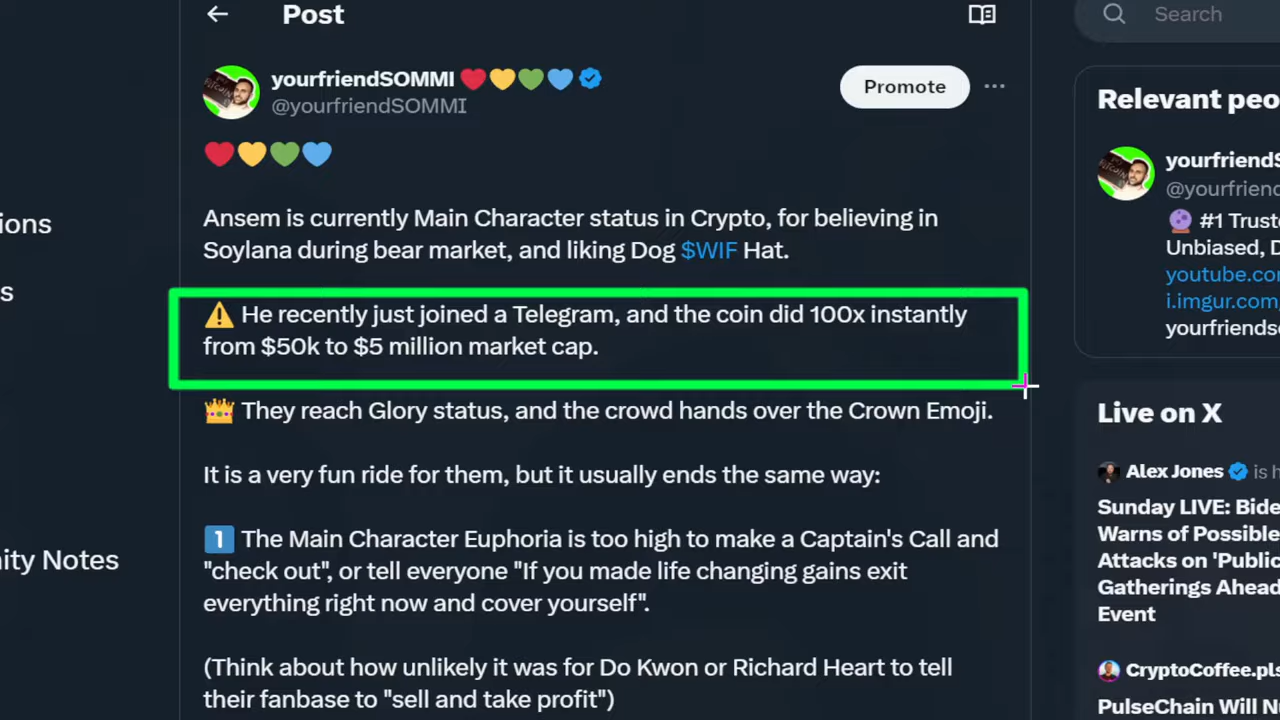 Post
Search
yourfriendSOMMI ❤️💛💚💙
@yourfriendSOMMI
Promote
❤️💛💚💙
Ansem is currently Main Character status in Crypto, for believing in
Soylana during bear market, and liking Dog $WIF Hat.
⚠️ He recently just joined a Telegram, and the coin did 100x instantly
from $50k to $5 million market cap.
👑 They reach Glory status, and the crowd hands over the Crown Emoji.
It is a very fun ride for them, but it usually ends the same way:
1️⃣ The Main Character Euphoria is too high to make a Captain's Call and
"check out", or tell everyone "If you made life changing gains exit
everything right now and cover yourself".
(Think about how unlikely it was for Do Kwon or Richard Heart to tell
their fanbase to "sell and take profit")
ions
s
ity Notes
Relevant peo
yourfriendS
@yourfriend
🔮 #1 Trust
Unbiased, D
youtube.co
i.imgur.com
yourfriends
Live on X
Alex Jones is h
Sunday LIVE: Bide
Warns of Possible
Attacks on 'Public
Gatherings Ahead
Event
CryptoCoffee.pls
PulseChain Will N